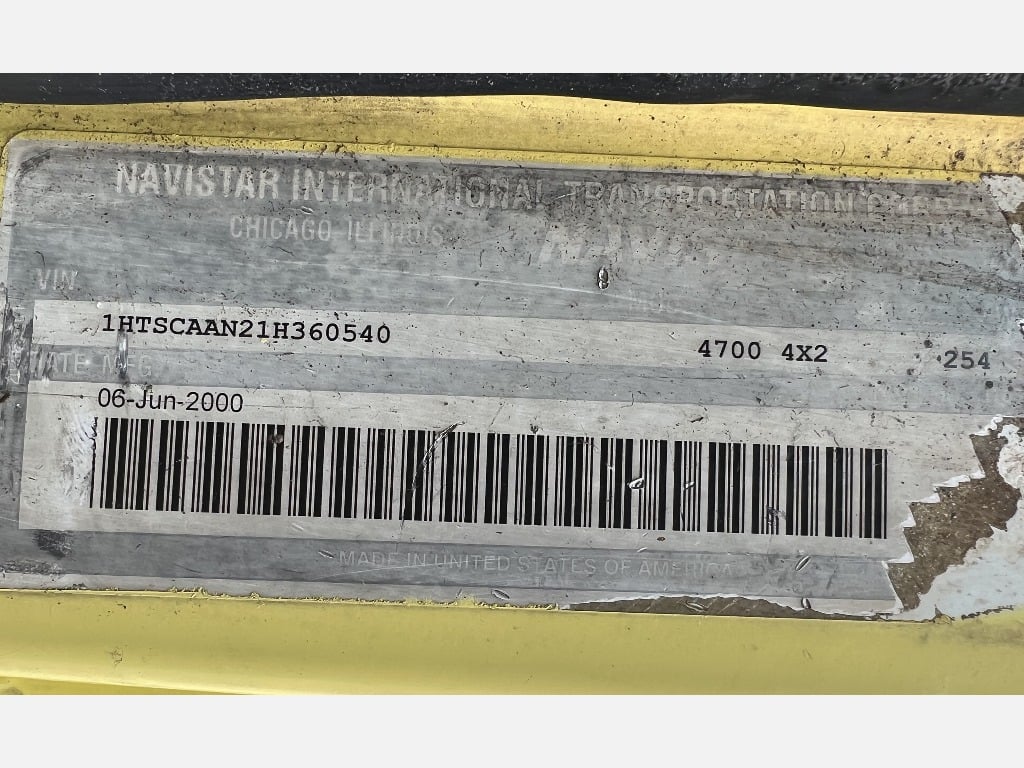 NAVISTAR INTERNATIONAL TRANSPORTATION CORP
CHICAGO, ILLINOIS
VIN
1HTSCAAN21H360540 4700 4X2 254
DATE MFG
06-Jun-2000
MADE IN UNITED STATES OF AMERICA